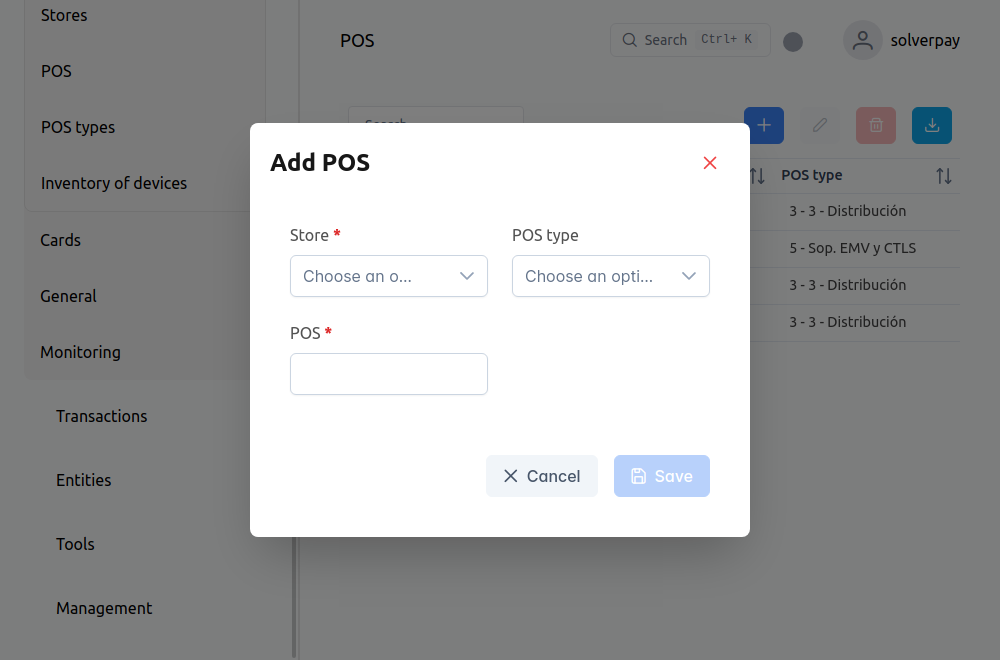 Stores
POS
POS types
Inventory of devices
Cards
General
Monitoring
Transactions
Entities
Tools
Management
POS
Search Ctrl+ K
solverpay
Search
POS type
3 - 3 - Distribución
5 - Sop. EMV y CTLS
3 - 3 - Distribución
3 - 3 - Distribución
Add POS
Store *
POS type
Choose an o...
Choose an opti...
POS *
Cancel
Save